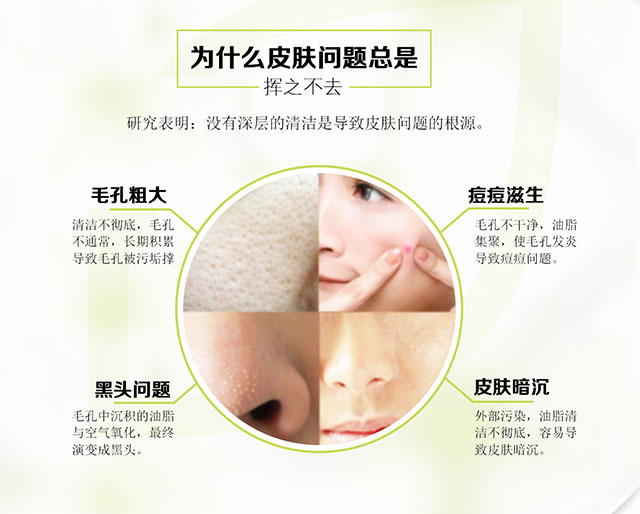 为什么皮肤问题总是
挥之不去
研究表明：没有深层的清洁是导致皮肤问题的根源。
毛孔粗大
清洁不彻底，毛孔
不通常，长期积累
导致毛孔被污垢撑
痘痘滋生
毛孔不干净，油脂
集聚，使毛孔发炎
导致痘痘问题。
黑头问题
毛孔中沉积的油脂
与空气氧化，最终
演变成黑头。
皮肤暗沉
外部污染，油脂清
洁不彻底，容易导
致皮肤暗沉。